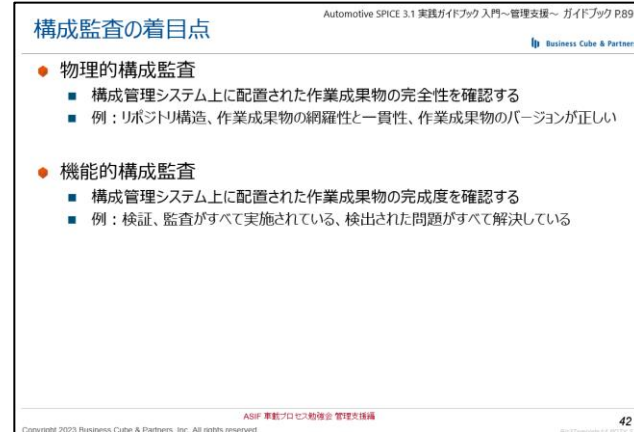 Automotive SPICE 3.1 実践ガイドブック 入門～管理支援～ ガイドブック P.89
構成監査の着目点
Business Cube & Partner
物理的構成監査
構成管理システム上に配置された作業成果物の完全性を確認する
例：リポジトリ構造、作業成果物の網羅性と一貫性、作業成果物のバージョンが正しい
機能的構成監査
構成管理システム上に配置された作業成果物の完成度を確認する
例：検証、監査がすべて実施されている、検出された問題がすべて解決している
ASIF 車載プロセス勉強会 管理支援編
42
Copyright 2023 Business Cube & Partners, Inc. All rights reserved